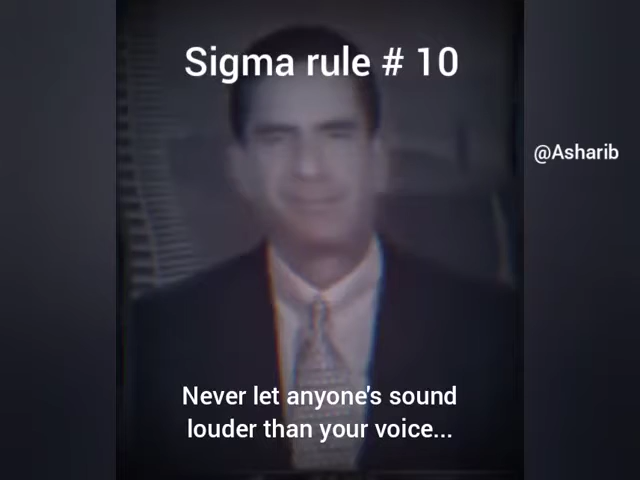 Sigma rule # 10
@Asharib
Never let anyone's sound
louder than your voice...